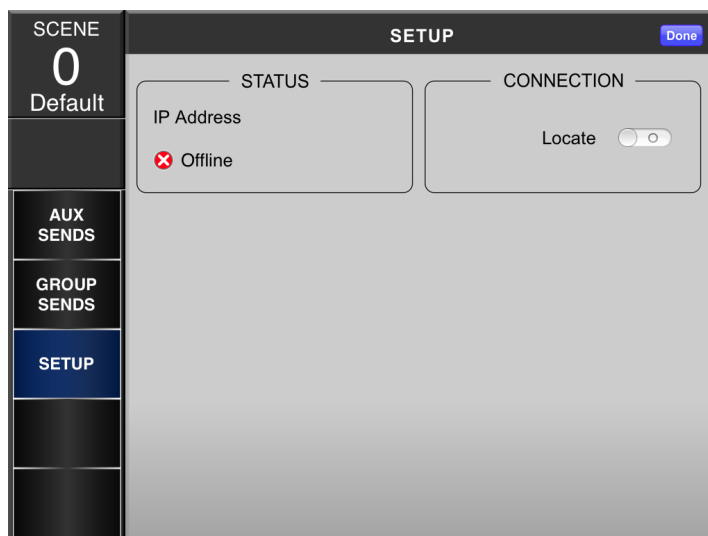 SCENE
0
Default
SETUP
Done
STATUS
IP Address
Offline
CONNECTION
Locate
AUX
SENDS
GROUP
SENDS
SETUP